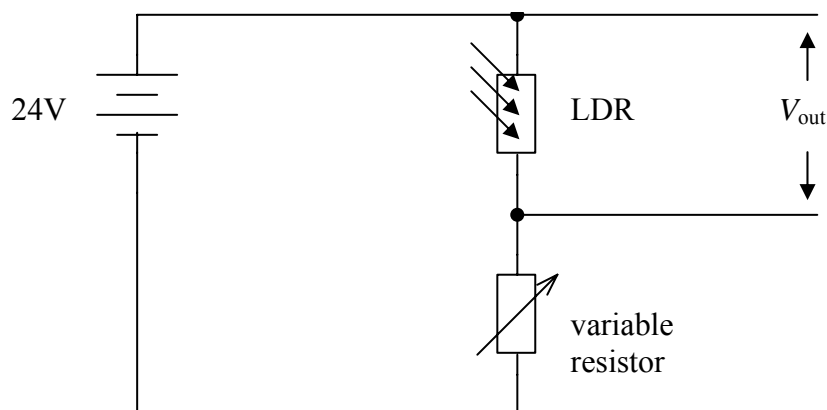 24V
LDR
Vout
variable
resistor